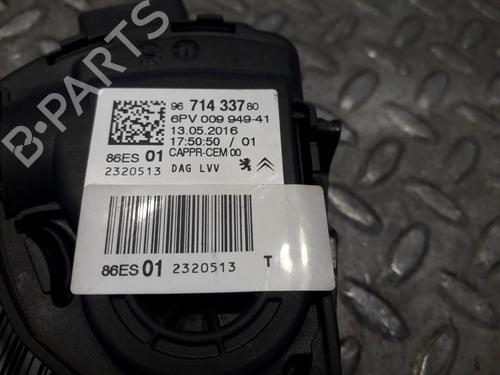 B-PARTS
96 714 337 80
6PV 009 949-41
13.05.2016
17:50:50 / 01
86ES 01 CAPPR-CEM 00
2320513 DAG LVV
86ES 01 2320513 T